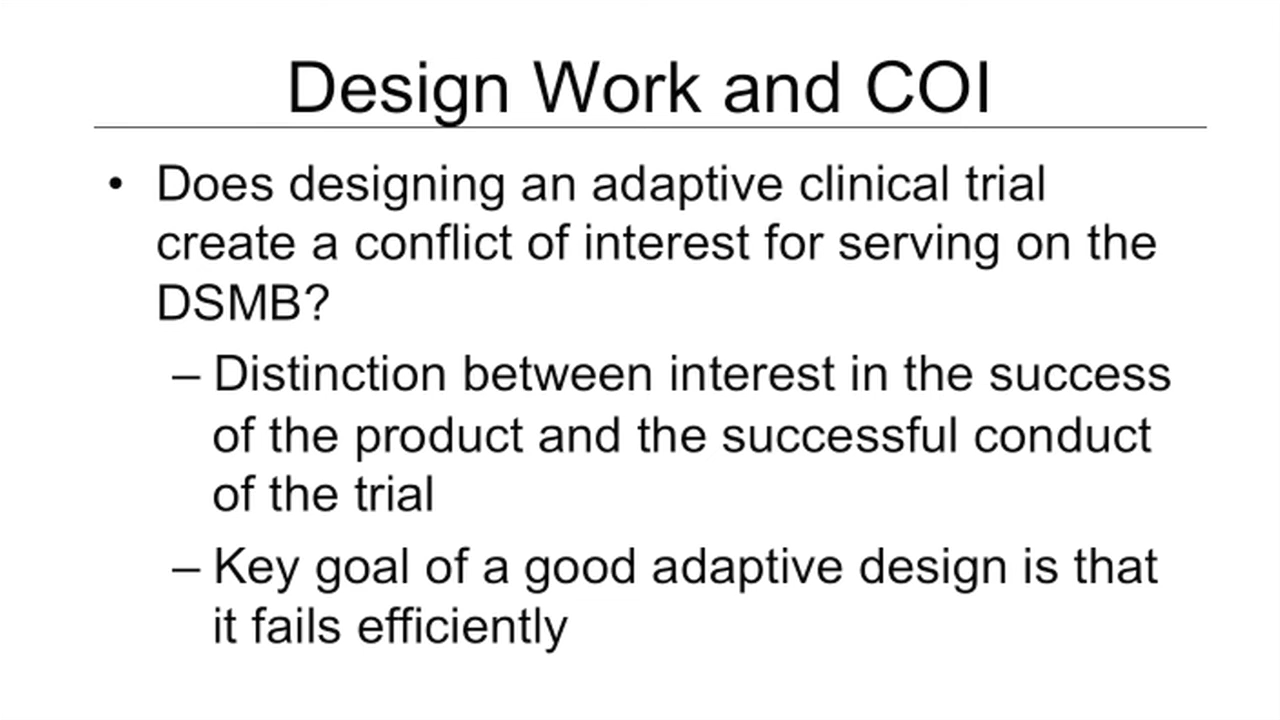 Design Work and COI
• Does designing an adaptive clinical trial
create a conflict of interest for serving on the
DSMB?
– Distinction between interest in the success
of the product and the successful conduct
of the trial
– Key goal of a good adaptive design is that
it fails efficiently